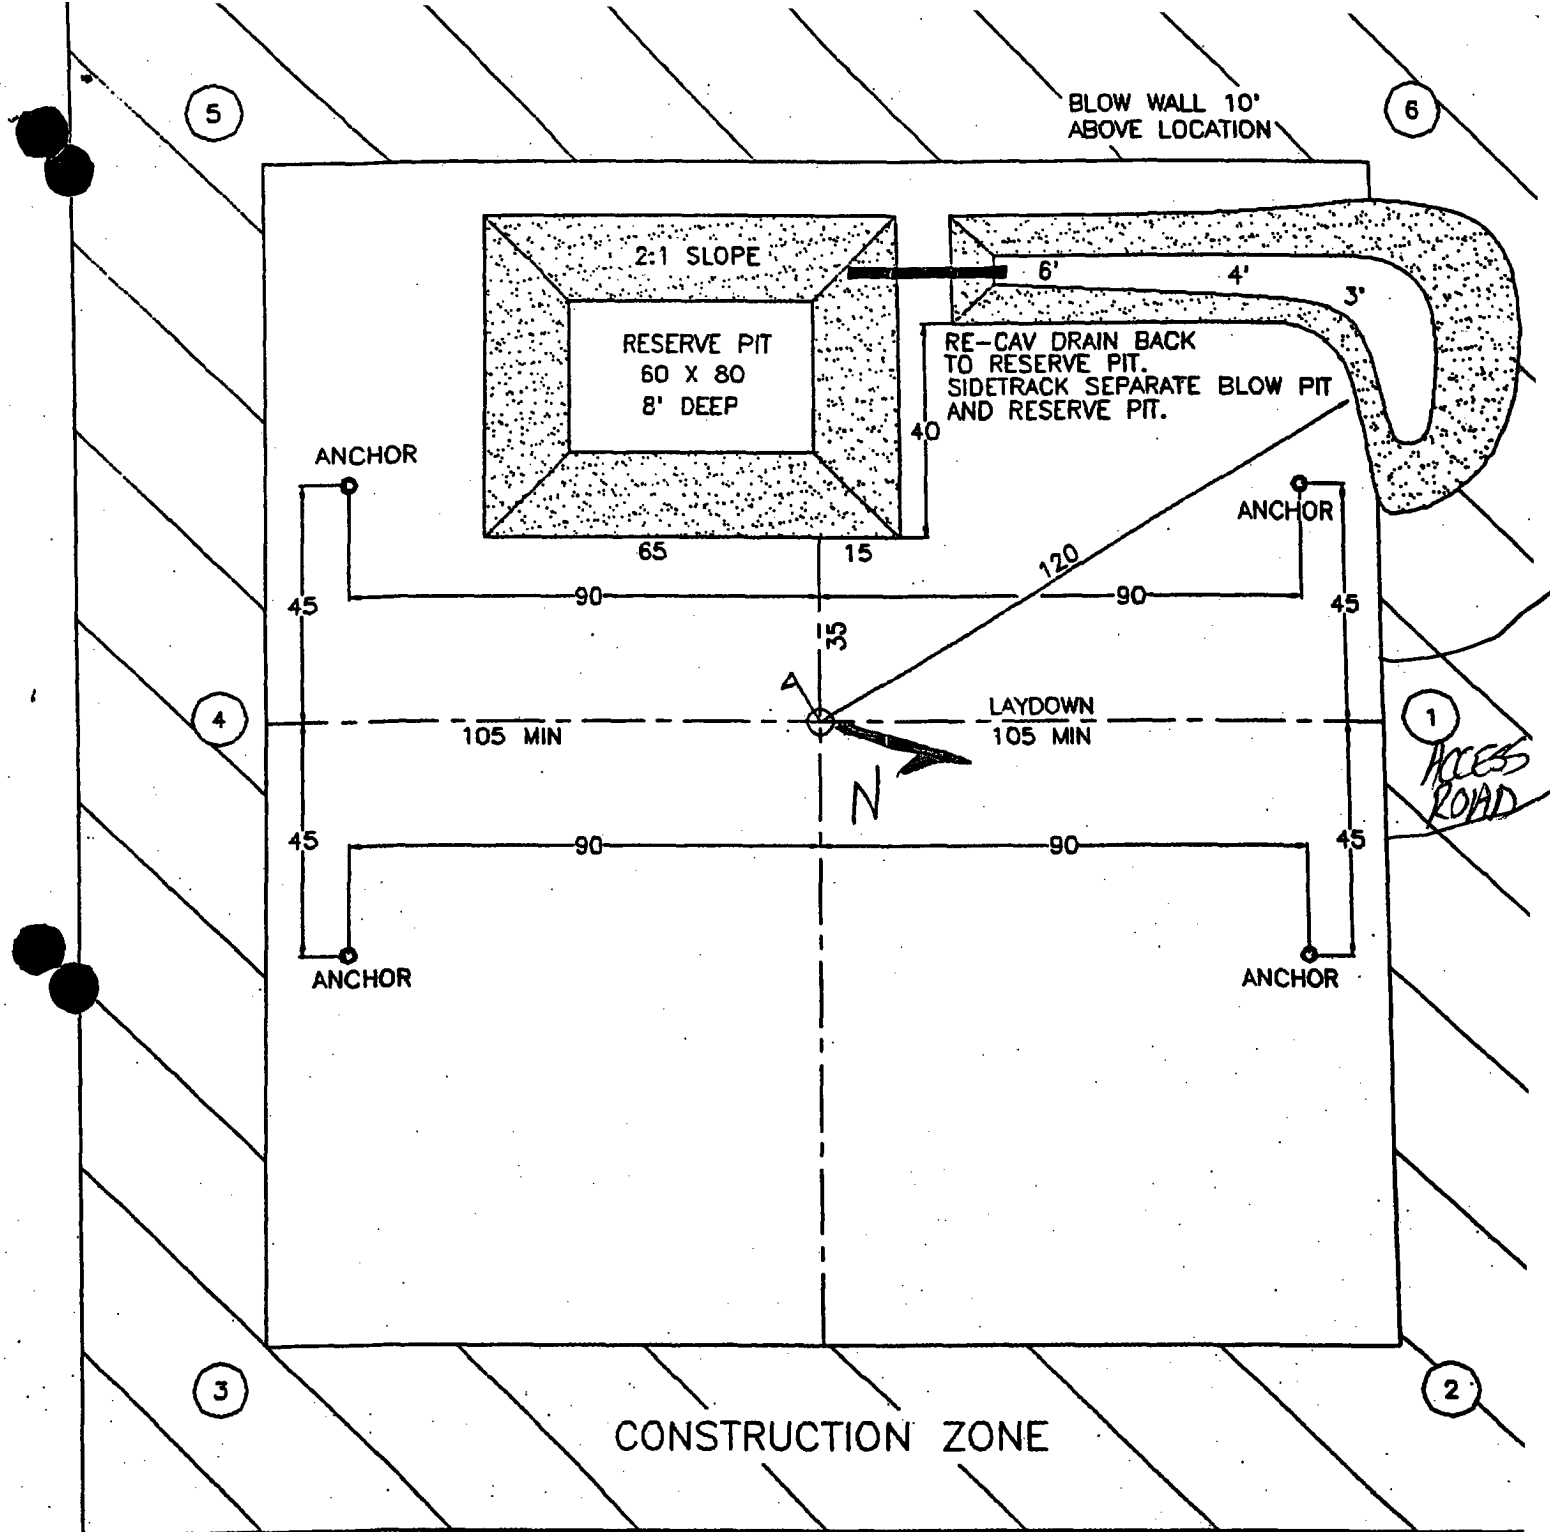 5
BLOW WALL 10'
ABOVE LOCATION
6
2:1 SLOPE
6'
4'
3'
RESERVE PIT
60 X 80
8' DEEP
RE-CAV DRAIN BACK
TO RESERVE PIT.
SIDETRACK SEPARATE BLOW PIT
AND RESERVE PIT.
40
ANCHOR
ANCHOR
65
15
120
45
90
90
45
35
4
LAYDOWN
105 MIN
105 MIN
1
ACCESS
ROAD
N
45
90
90
45
ANCHOR
ANCHOR
3
2
CONSTRUCTION ZONE